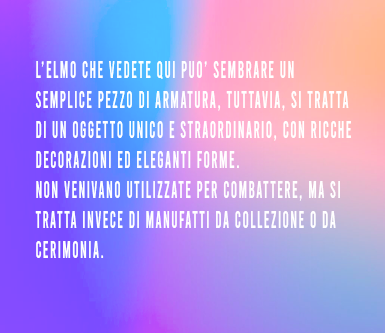 L'ELMO CHE VEDETE QUI PUO' SEMBRARE UN
SEMPLICE PEZZO DI ARMATURA, TUTTAVIA, SI TRATTA
DI UN OGGETTO UNICO E STRAORDINARIO, CON RICCHE
DECORAZIONI ED ELEGANTI FORME.
NON VENIVANO UTILIZZATE PER COMBATTERE, MA SI
TRATTA INVECE DI MANUFATTI DA COLLEZIONE O DA
CERIMONIA.